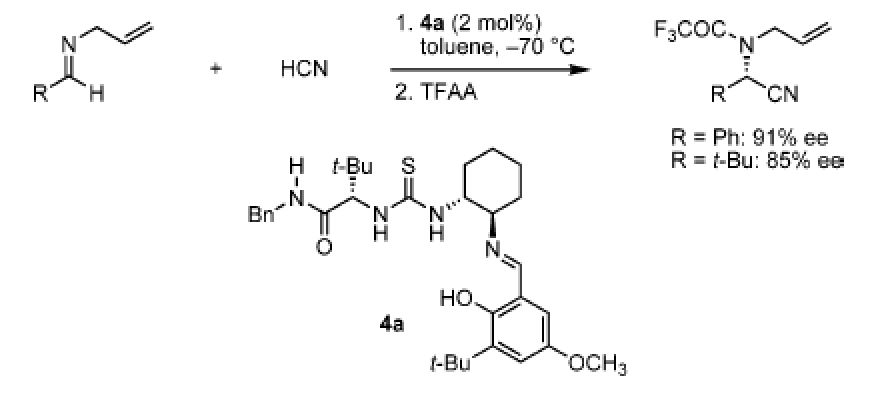 N
R
H
+
HCN
1. 4a (2 mol%)
toluene, –70 °C
2. TFAA
F₃COC
N
R
CN
R = Ph: 91% ee
R = t-Bu: 85% ee
H
N
Bn
O
t-Bu
N
H
S
N
H
N
HO
t-Bu
OCH₃
4a